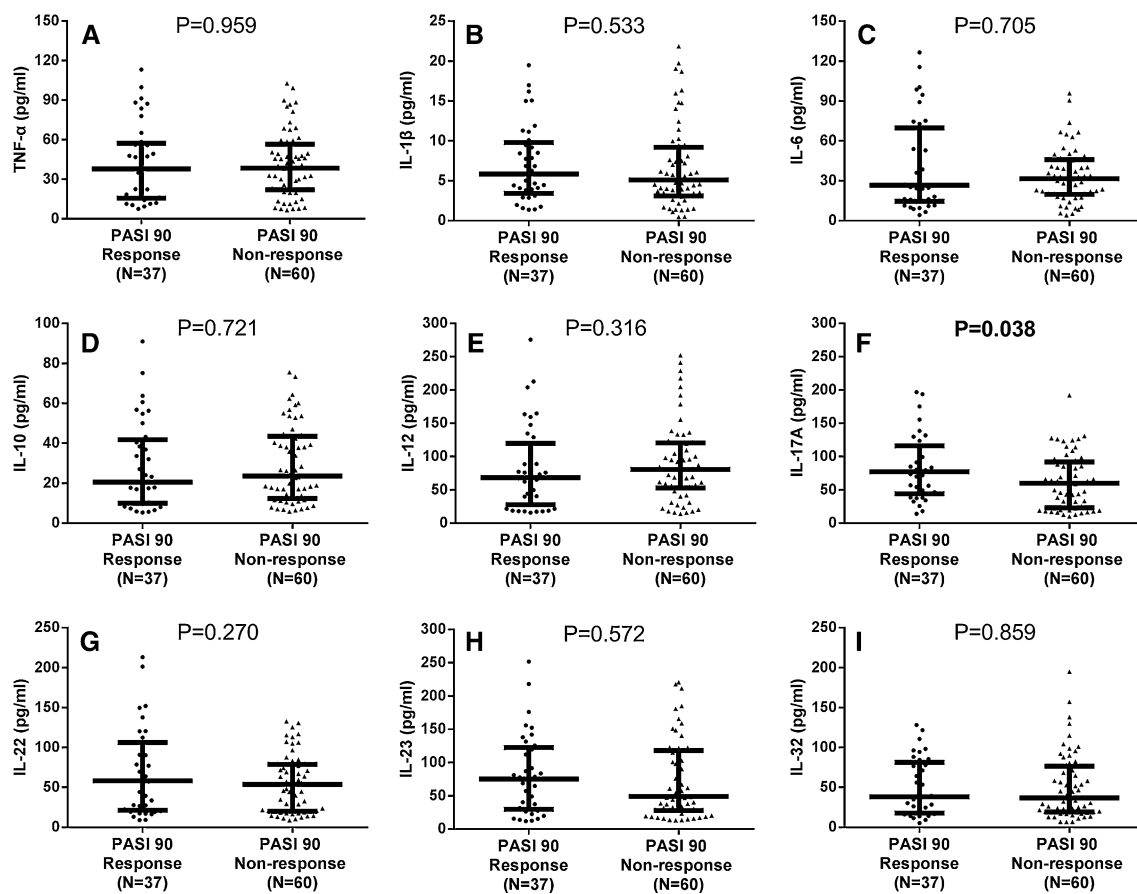 A
P=0.959
TNF-α (pg/ml)
150
120
90
60
30
0
PASI 90
Response
(N=37)
PASI 90
Non-response
(N=60)
B
P=0.533
IL-1β (pg/ml)
25
20
15
10
5
0
PASI 90
Response
(N=37)
PASI 90
Non-response
(N=60)
C
P=0.705
IL-6 (pg/ml)
150
120
90
60
30
0
PASI 90
Response
(N=37)
PASI 90
Non-response
(N=60)
D
P=0.721
IL-10 (pg/ml)
100
80
60
40
20
0
PASI 90
Response
(N=37)
PASI 90
Non-response
(N=60)
E
P=0.316
IL-12 (pg/ml)
300
250
200
150
100
50
0
PASI 90
Response
(N=37)
PASI 90
Non-response
(N=60)
F
P=0.038
IL-17A (pg/ml)
300
250
200
150
100
50
0
PASI 90
Response
(N=37)
PASI 90
Non-response
(N=60)
G
P=0.270
IL-22 (pg/ml)
250
200
150
100
50
0
PASI 90
Response
(N=37)
PASI 90
Non-response
(N=60)
H
P=0.572
IL-23 (pg/ml)
300
250
200
150
100
50
0
PASI 90
Response
(N=37)
PASI 90
Non-response
(N=60)
I
P=0.859
IL-32 (pg/ml)
250
200
150
100
50
0
PASI 90
Response
(N=37)
PASI 90
Non-response
(N=60)